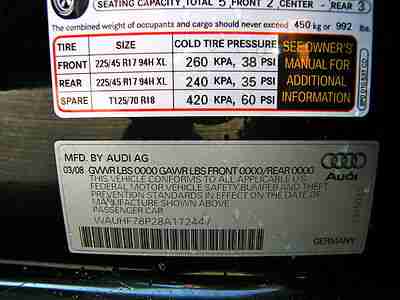 SEATING CAPACITY, TOTAL 5, FRONT 2, CENTER - REAR 3
The combined weight of occupants and cargo should never exceed 450 kg or 992 lbs.
TIRE SIZE COLD TIRE PRESSURE
FRONT 225/45 R17 94H XL 260 KPA, 38 PSI
REAR 225/45 R17 94H XL 240 KPA, 35 PSI
SPARE T125/70 R18 420 KPA, 60 PSI
SEE OWNER'S
MANUAL FOR
ADDITIONAL
INFORMATION
MFD. BY AUDI AG
03/08 GVWR LBS 0000 GAWR LBS FRONT 0000/REAR 0000
THIS VEHICLE CONFORMS TO ALL APPLICABLE U.S.
FEDERAL MOTOR VEHICLE SAFETY, BUMPER AND THEFT
PREVENTION STANDARDS IN EFFECT ON THE DATE OF
MANUFACTURE SHOWN ABOVE.
PASSENGER CAR
WAUHF78P28A172447
Audi
GERMANY